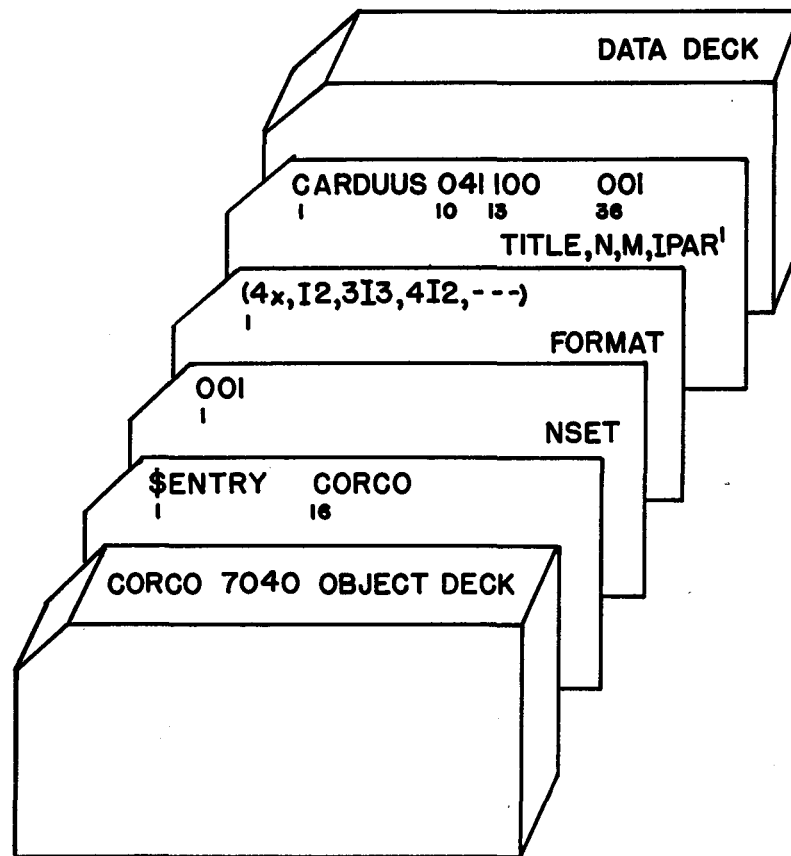 DATA DECK
CARDUUS 041 100 001
1 10 13 36
TITLE,N,M,IPAR¹
(4x,I2,3I3,4I2,---)
1
FORMAT
001
1
NSET
$ENTRY CORCO
1 16
CORCO 7040 OBJECT DECK